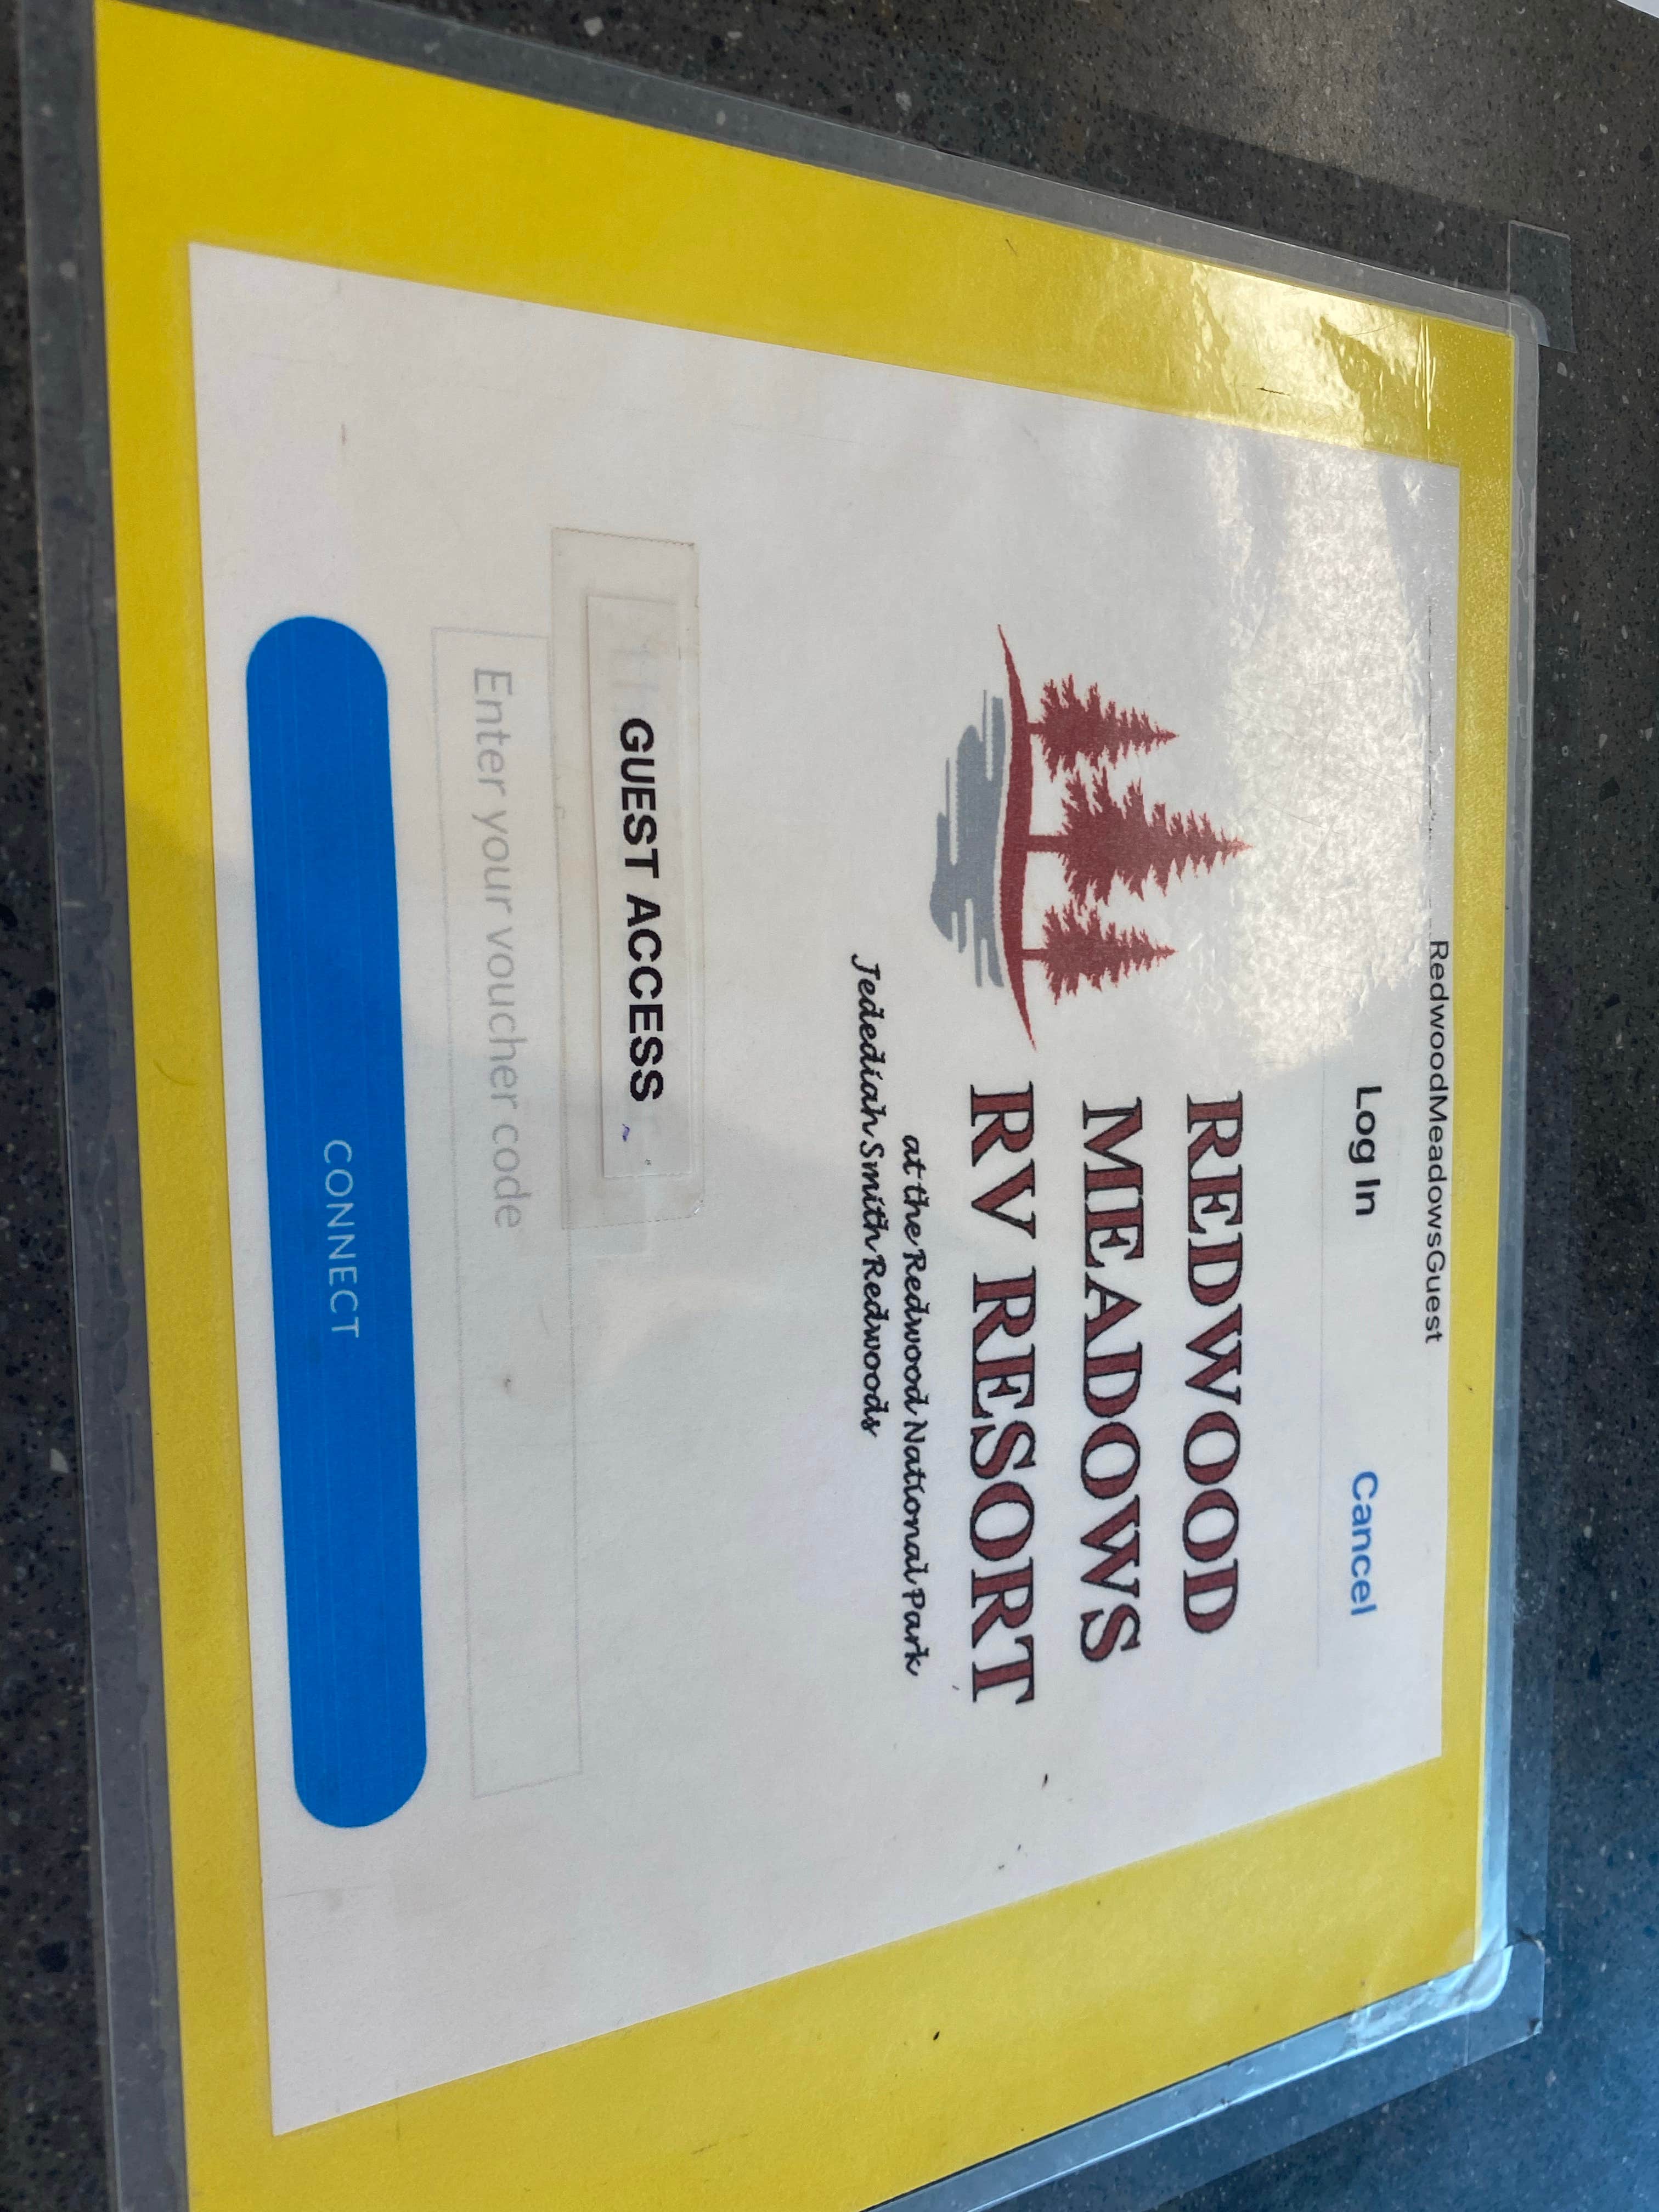 RedwoodMeadowsGuest
Log In
Cancel
REDWOOD
MEADOWS
RV RESORT
at the Redwood National Park
Jedediah Smith Redwoods
GUEST ACCESS
Enter your voucher code
CONNECT